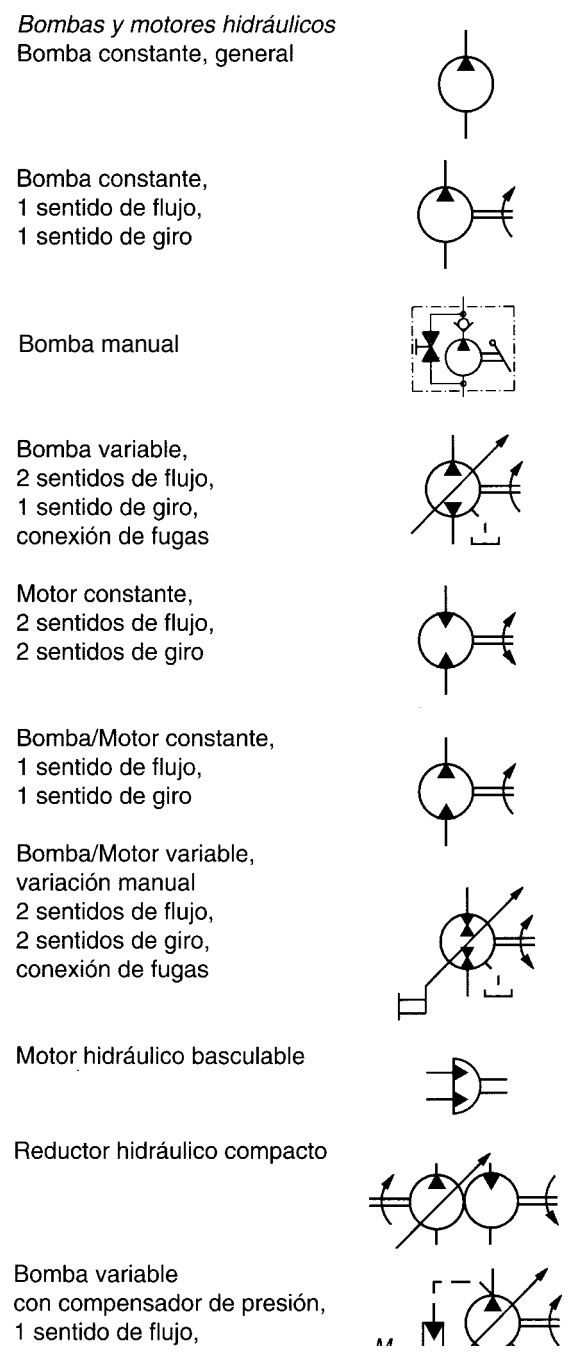 Bombas y motores hidráulicos
Bomba constante, general
Bomba constante,
1 sentido de flujo,
1 sentido de giro
Bomba manual
Bomba variable,
2 sentidos de flujo,
1 sentido de giro,
conexión de fugas
Motor constante,
2 sentidos de flujo,
2 sentidos de giro
Bomba/Motor constante,
1 sentido de flujo,
1 sentido de giro
Bomba/Motor variable,
variación manual
2 sentidos de flujo,
2 sentidos de giro,
conexión de fugas
Motor hidráulico basculable
Reductor hidráulico compacto
Bomba variable
con compensador de presión,
1 sentido de flujo,